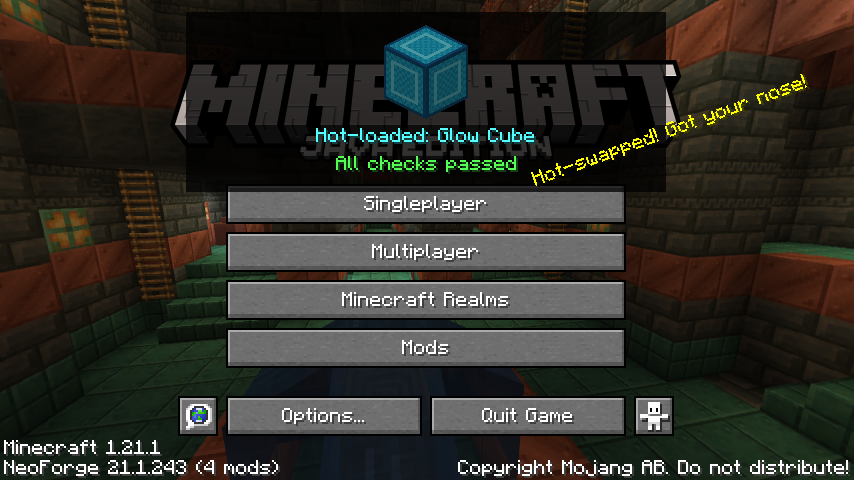 MINECRAFT
JAVA EDITION
Hot-loaded: Glow Cube
All checks passed
Hot-swapped! Got your nose!
Singleplayer
Multiplayer
Minecraft Realms
Mods
Options...
Quit Game
Minecraft 1.21.1
NeoForge 21.1.243 (4 mods)
Copyright Mojang AB. Do not distribute!